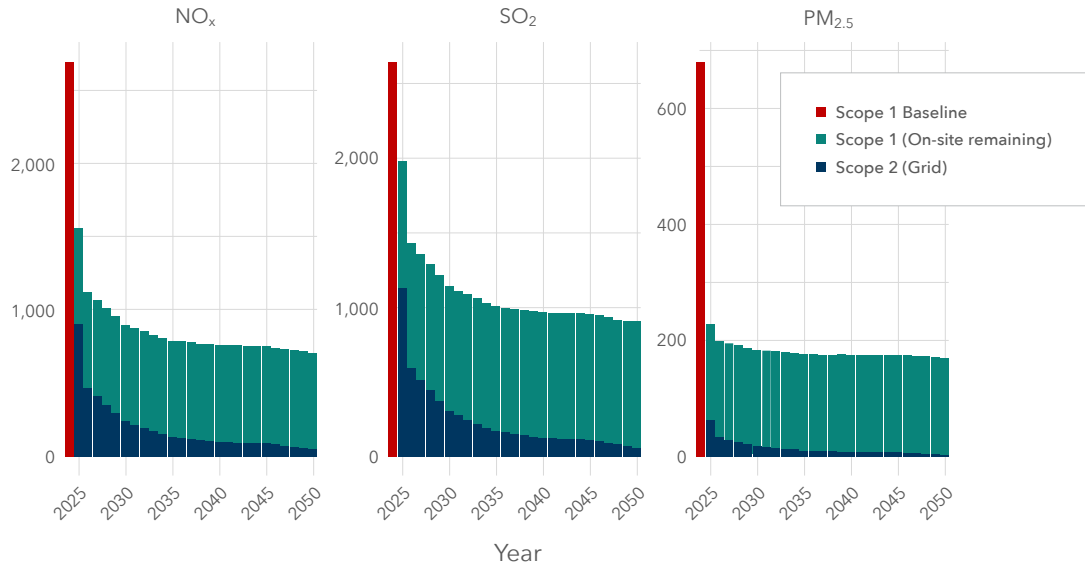 NOx
SO2
PM2.5
2,000
1,000
0
2,000
1,000
0
600
400
200
0
Scope 1 Baseline
Scope 1 (On-site remaining)
Scope 2 (Grid)
2025 2030 2035 2040 2045 2050
2025 2030 2035 2040 2045 2050
2025 2030 2035 2040 2045 2050
Year